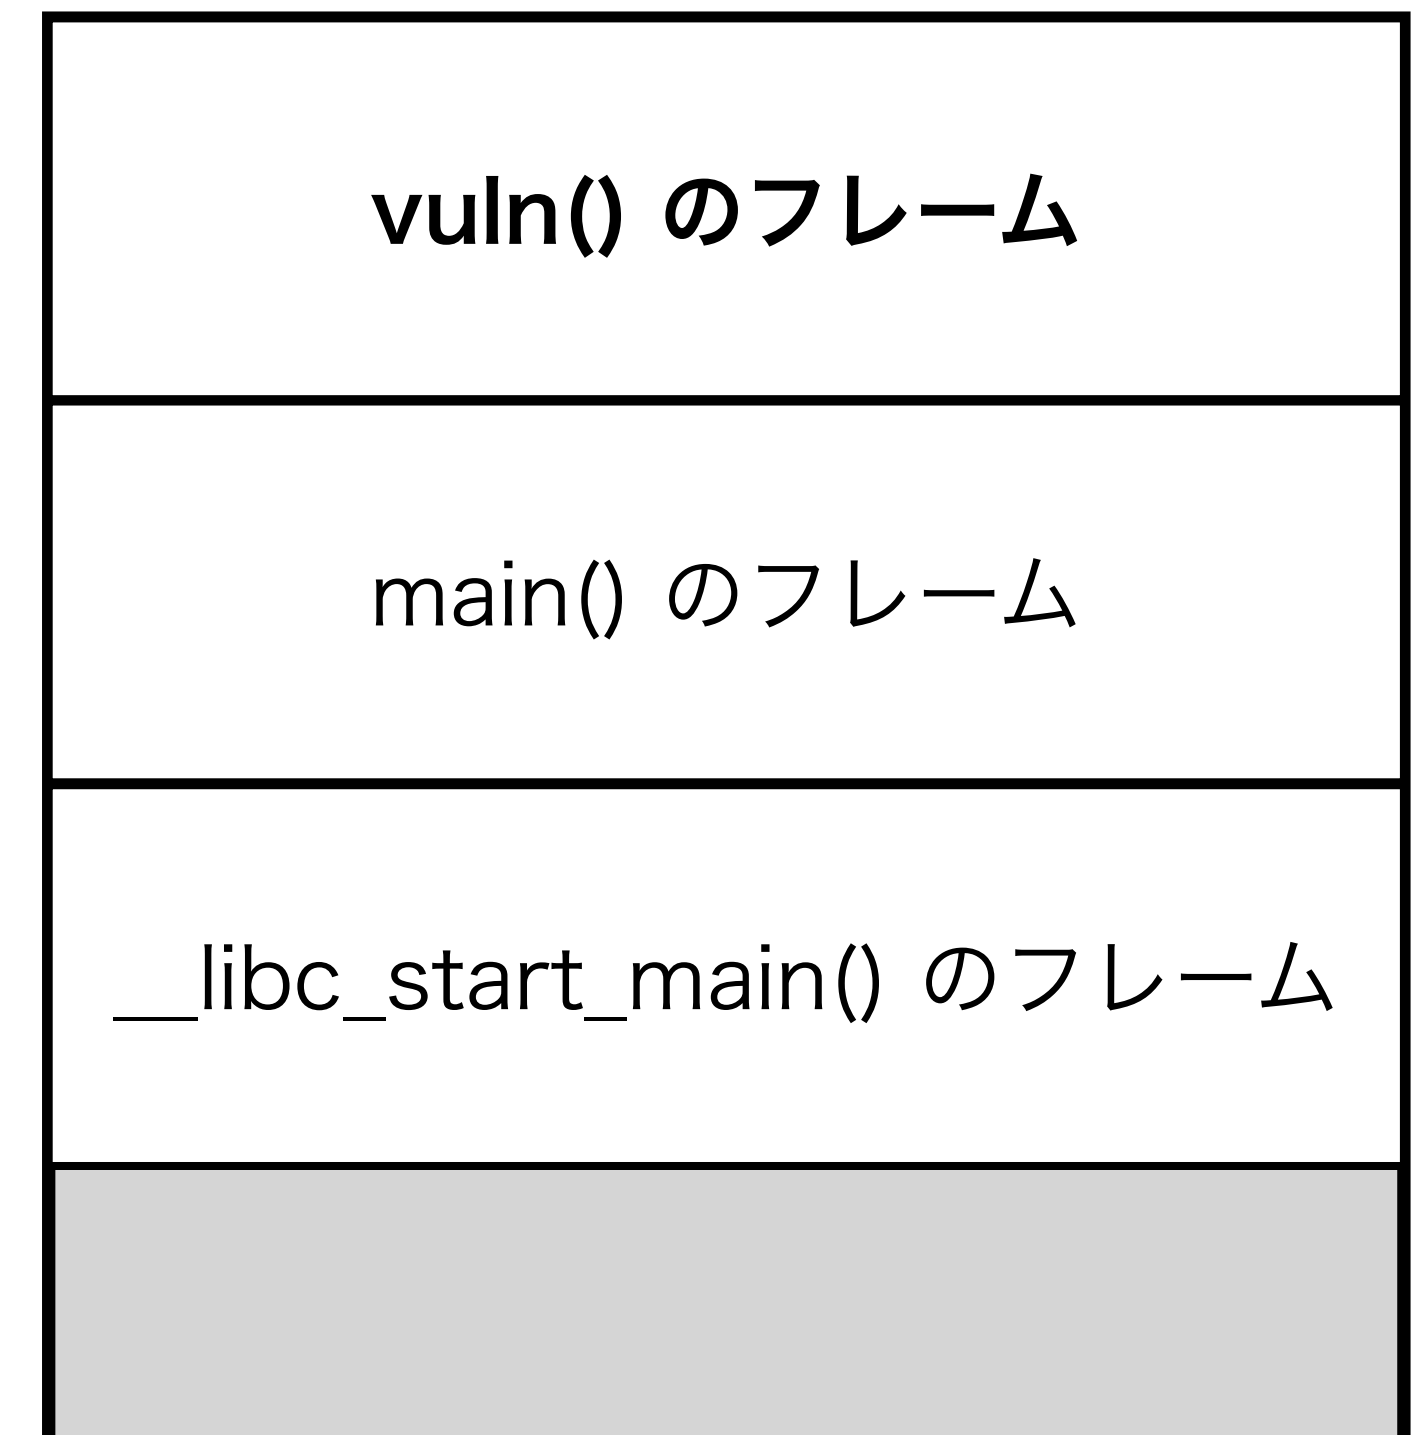 vuln() のフレーム
main() のフレーム
__libc_start_main() のフレーム